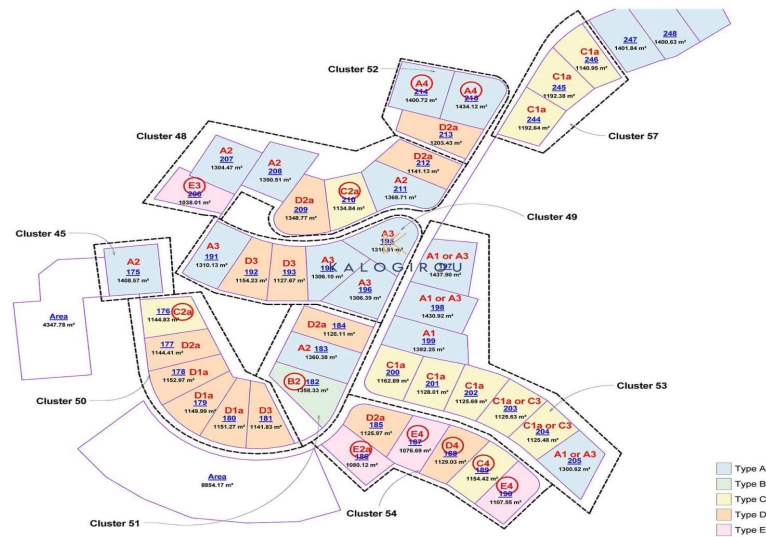 247
1401.84 m²
248
1400.63 m²
C1a
246
1140.95 m²
C1a
245
1192.38 m²
C1a
244
1192.64 m²
Cluster 57
Cluster 52
A4
214
1400.72 m²
A4
1434.12 m²
D2a
213
1203.43 m²
Cluster 48
A2
207
1304.47 m²
A2
208
1390.51 m²
E3
206
1038.01 m²
D2a
209
1348.77 m²
C2a
210
1134.84 m²
D2a
212
1141.13 m²
A2
211
1368.71 m²
Cluster 49
A3
191
1310.13 m²
D3
192
1154.23 m²
D3
193
1127.67 m²
A3
1306.10 m²
A3
A3
196
1306.39 m²
KALOGIROU
Cluster 45
A2
175
1408.57 m²
Area
4347.78 m²
A1 or A3
197
1437.90 m²
A1 or A3
198
1430.92 m²
A1
199
1392.25 m²
C1a
200
1162.89 m²
C1a
201
1128.01 m²
C1a
202
1125.69 m²
C1a or C3
203
1125.63 m²
C1a or C3
204
1125.48 m²
A1 or A3
205
1300.62 m²
Cluster 53
176 C2a
1144.83 m²
177 D2a
1144.41 m²
178 D1a
1152.97 m²
D1a
179
1149.99 m²
D1a
180
1151.27 m²
D3
181
1141.83 m²
Cluster 50
D2a 184
1126.11 m²
A2 183
1360.38 m²
B2 182
1358.33 m²
Cluster 51
D2a
185
1125.97 m²
E2a
186
1080.12 m²
E4
187
1076.69 m²
D4
188
1129.03 m²
C4
189
1154.42 m²
E4
190
1107.55 m²
Cluster 54
Area
8854.17 m²
Type A
Type B
Type C
Type D
Type E